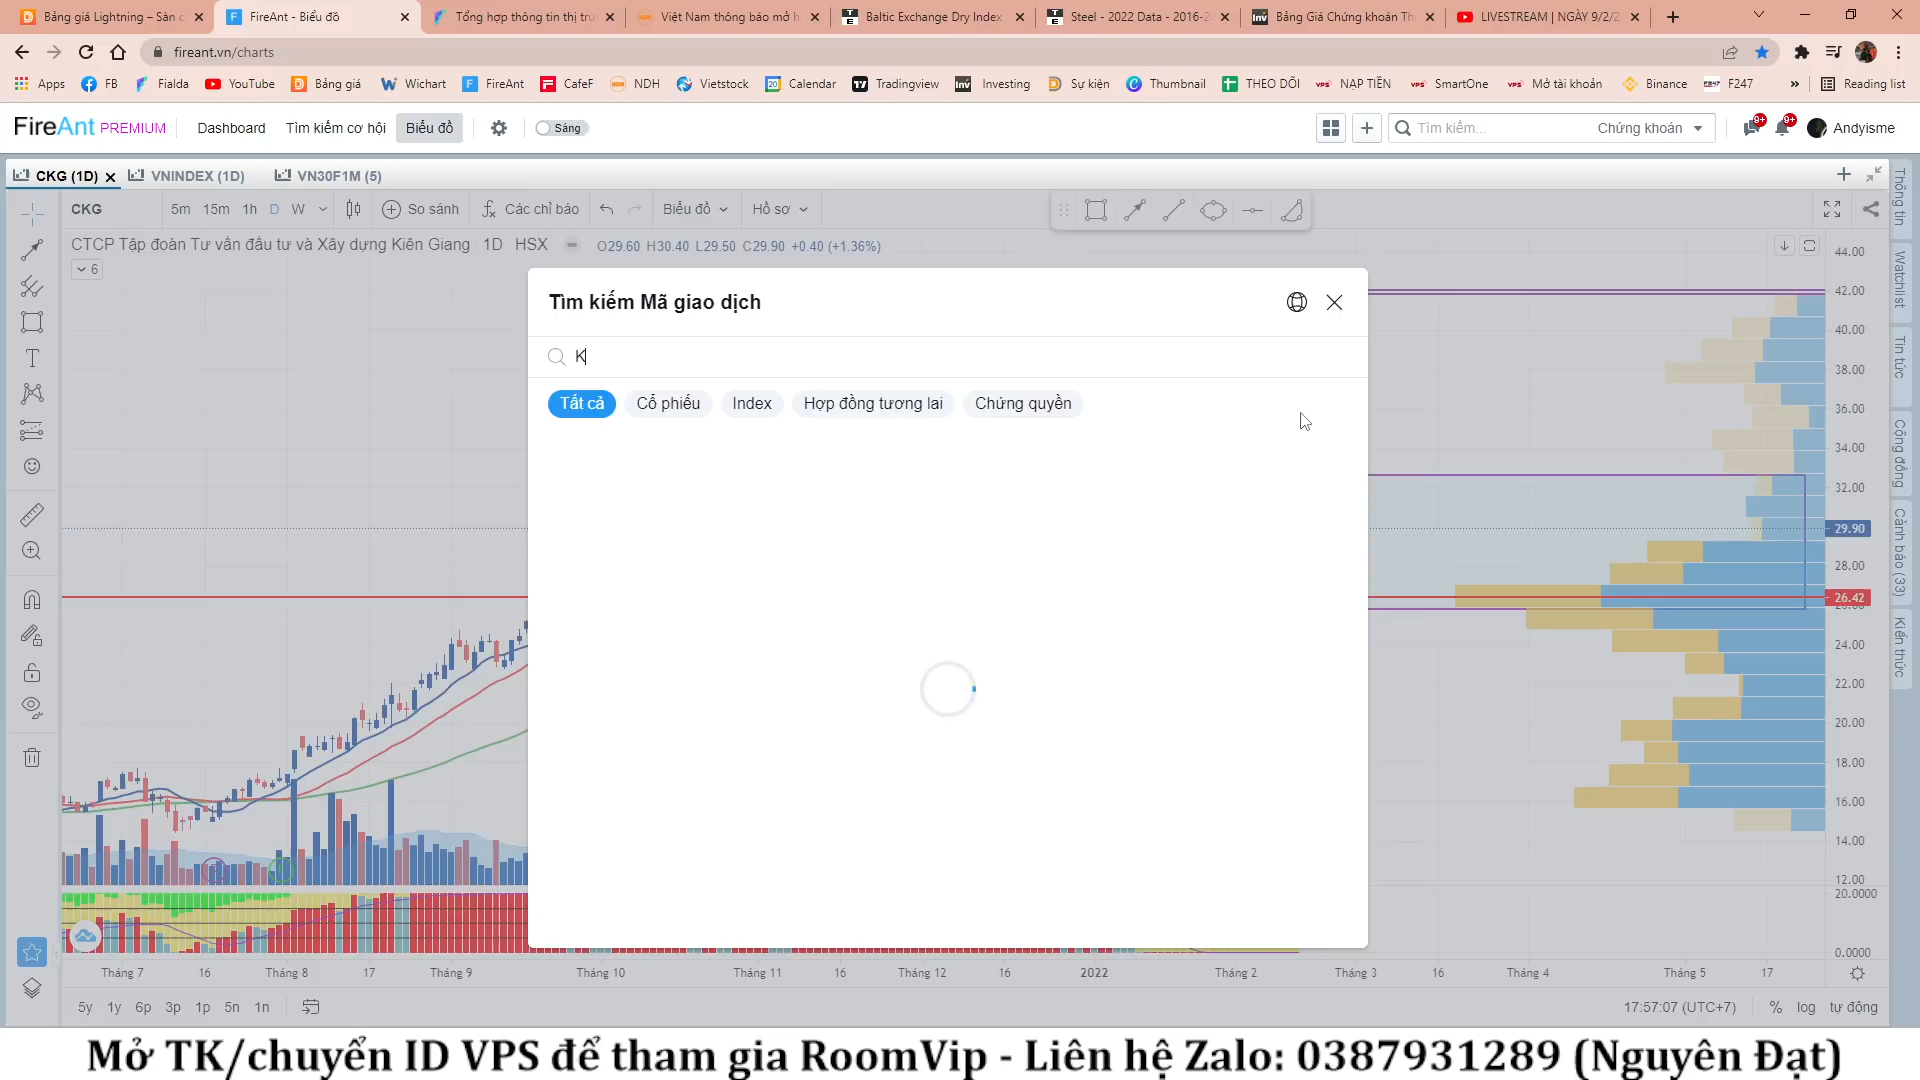 Bảng giá Lightning – Sàn c
FireAnt - Biểu đồ
Tổng hợp thông tin thị trư
Việt Nam thông báo mở h
Baltic Exchange Dry Index
Steel - 2022 Data - 2016-2
Bảng Giá Chứng khoán Th
LIVESTREAM | NGÀY 9/2/2
fireant.vn/charts
Apps
FB
Fialda
YouTube
Bảng giá
Wichart
FireAnt
CafeF
NDH
Vietstock
Calendar
Tradingview
Investing
Sự kiện
Thumbnail
THEO DÕI
NẠP TIỀN
SmartOne
Mở tài khoản
Binance
F247
Reading list
FireAnt PREMIUM
Dashboard
Tìm kiếm cơ hội
Biểu đồ
Sáng
Tìm kiếm...
Chứng khoán
9+
9+
Andyisme
CKG (1D)
VNINDEX (1D)
VN30F1M (5)
CKG
5m 15m 1h D W
So sánh
Các chỉ báo
Biểu đồ
Hồ sơ
CTCP Tập đoàn Tư vấn đầu tư và Xây dựng Kiên Giang · 1D · HSX
O29.60 H30.40 L29.50 C29.90 +0.40 (+1.36%)
6
Tìm kiếm Mã giao dịch
K
Tất cả
Cổ phiếu
Index
Hợp đồng tương lai
Chứng quyền
44.00
42.00
40.00
38.00
36.00
34.00
32.00
29.90
28.00
26.42
24.00
22.00
20.00
18.00
16.00
14.00
12.00
20.0000
0.0000
Thông tin
Watchlist
Tin tức
Cộng đồng
Cảnh báo (33)
Kiến thức
Tháng 7 16 Tháng 8 17 Tháng 9 Tháng 10 Tháng 11 16 Tháng 12 16 2022 Tháng 2 Tháng 3 16 Tháng 4 Tháng 5 17
5y 1y 6p 3p 1p 5n 1n
17:57:07 (UTC+7)
% log tự động
Mở TK/chuyển ID VPS để tham gia RoomVip - Liên hệ Zalo: 0387931289 (Nguyên Đạt)